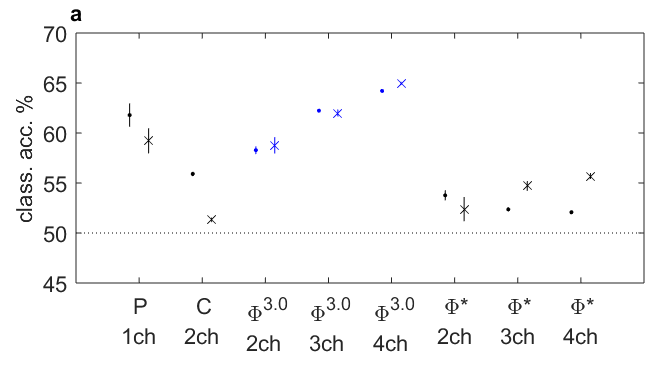 a
class. acc. %
70
65
60
55
50
45
P C Φ3.0 Φ3.0 Φ3.0 Φ* Φ* Φ*
1ch 2ch 2ch 3ch 4ch 2ch 3ch 4ch